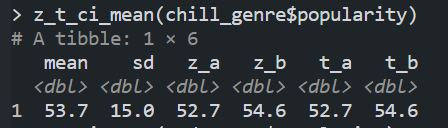 > z_t_ci_mean(chill_genre$popularity)
# A tibble: 1 × 6
mean sd z_a z_b t_a t_b
<dbl> <dbl> <dbl> <dbl> <dbl> <dbl>
1 53.7 15.0 52.7 54.6 52.7 54.6